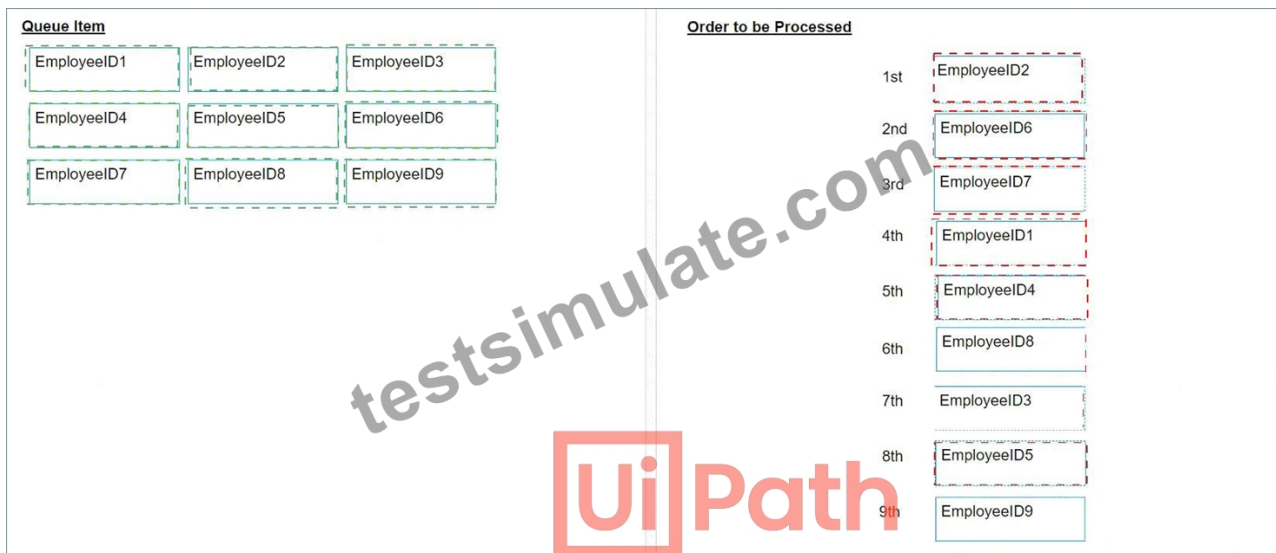 Queue Item
EmployeeID1 EmployeeID2 EmployeeID3
EmployeeID4 EmployeeID5 EmployeeID6
EmployeeID7 EmployeeID8 EmployeeID9
Order to be Processed
1st EmployeeID2
2nd EmployeeID6
3rd EmployeeID7
4th EmployeeID1
5th EmployeeID4
6th EmployeeID8
7th EmployeeID3
8th EmployeeID5
9th EmployeeID9
testsimulate.com
UiPath